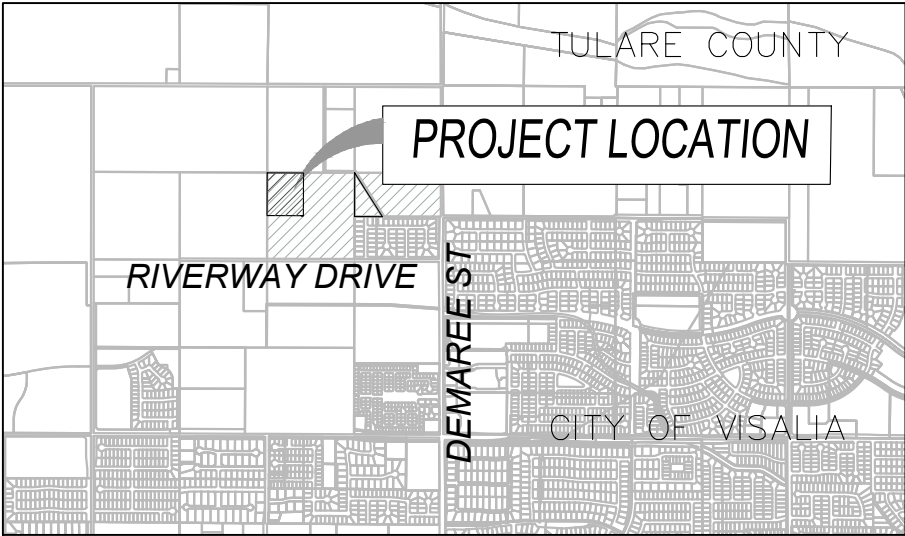 TULARE COUNTY
PROJECT LOCATION
RIVERWAY DRIVE
DEMAREE ST
CITY OF VISALIA